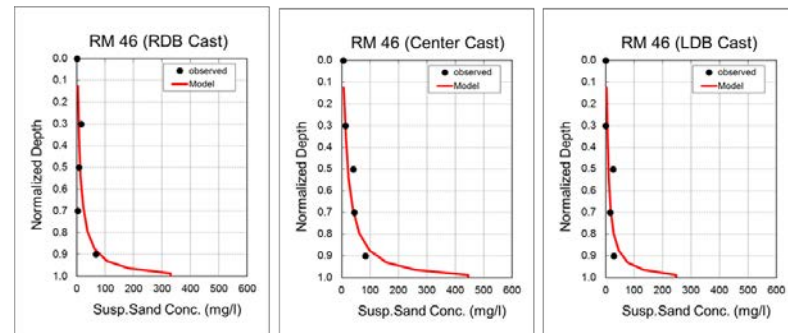 RM 46 (RDB Cast)
observed
Model
Normalized Depth
0.0
0.1
0.2
0.3
0.4
0.5
0.6
0.7
0.8
0.9
1.0
0 100 200 300 400 500 600
Susp.Sand Conc. (mg/l)
RM 46 (Center Cast)
observed
Model
Normalized Depth
0.0
0.1
0.2
0.3
0.4
0.5
0.6
0.7
0.8
0.9
1.0
0 100 200 300 400 500 600
Susp.Sand Conc. (mg/l)
RM 46 (LDB Cast)
observed
Model
Normalized Depth
0.0
0.1
0.2
0.3
0.4
0.5
0.6
0.7
0.8
0.9
1.0
0 100 200 300 400 500 600
Susp.Sand Conc. (mg/l)